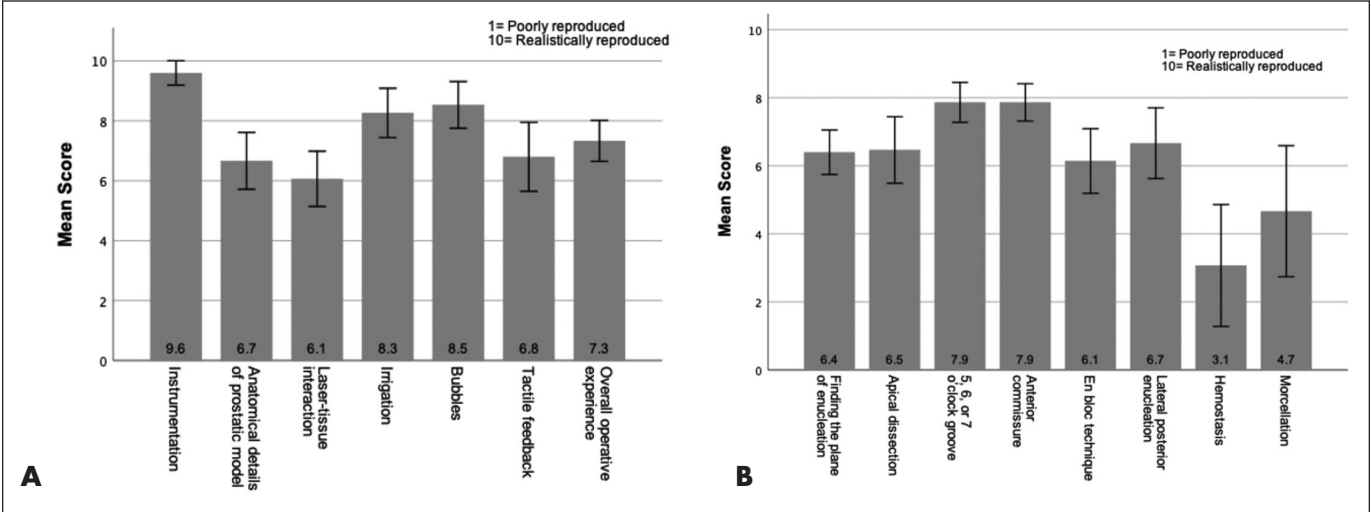 1= Poorly reproduced
10= Realistically reproduced
Mean Score
10
8
6
4
2
0
9.6
6.7
6.1
8.3
8.5
6.8
7.3
Instrumentation
Anatomical details
of prostatic model
Laser-tissue
interaction
Irrigation
Bubbles
Tactile feedback
Overall operative
experience
A
1= Poorly reproduced
10= Realistically reproduced
Mean Score
10
8
6
4
2
0
6.4
6.5
7.9
7.9
6.1
6.7
3.1
4.7
Finding the plane
of enucleation
Apical dissection
5, 6, or 7
o'clock groove
Anterior
commissure
En bloc technique
Lateral posterior
enucleation
Hemostasis
Morcellation
B